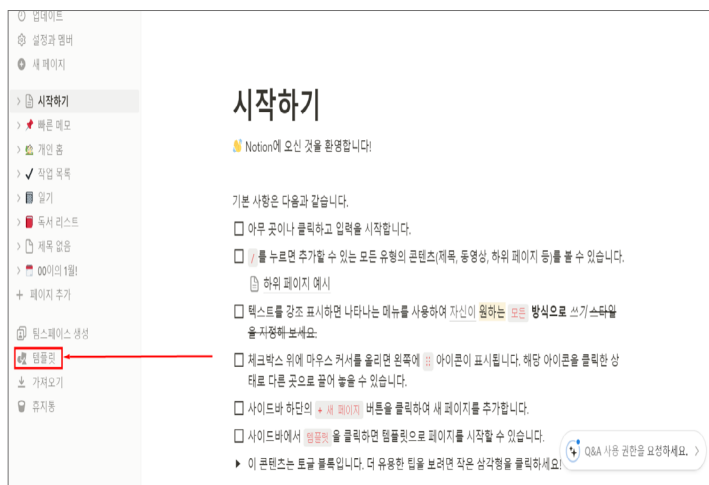 업데이트
설정과 멤버
새 페이지
시작하기
빠른 메모
개인 홈
작업 목록
일기
독서 리스트
제목 없음
00이의 1월!
페이지 추가
팀스페이스 생성
템플릿
가져오기
휴지통
시작하기
Notion에 오신 것을 환영합니다!
기본 사항은 다음과 같습니다.
아무 곳이나 클릭하고 입력을 시작합니다.
/ 를 누르면 추가할 수 있는 모든 유형의 콘텐츠(제목, 동영상, 하위 페이지 등)를 볼 수 있습니다.
하위 페이지 예시
텍스트를 강조 표시하면 나타나는 메뉴를 사용하여 자신이 원하는 모든 방식으로 쓰기 스타일
을 지정해 보세요.
체크박스 위에 마우스 커서를 올리면 왼쪽에 ⠿ 아이콘이 표시됩니다. 해당 아이콘을 클릭한 상
태로 다른 곳으로 끌어 놓을 수 있습니다.
사이드바 하단의 + 새 페이지 버튼을 클릭하여 새 페이지를 추가합니다.
사이드바에서 템플릿 을 클릭하면 템플릿으로 페이지를 시작할 수 있습니다.
이 콘텐츠는 토글 블록입니다. 더 유용한 팁을 보려면 작은 삼각형을 클릭하세요!
Q&A 사용 권한을 요청하세요.